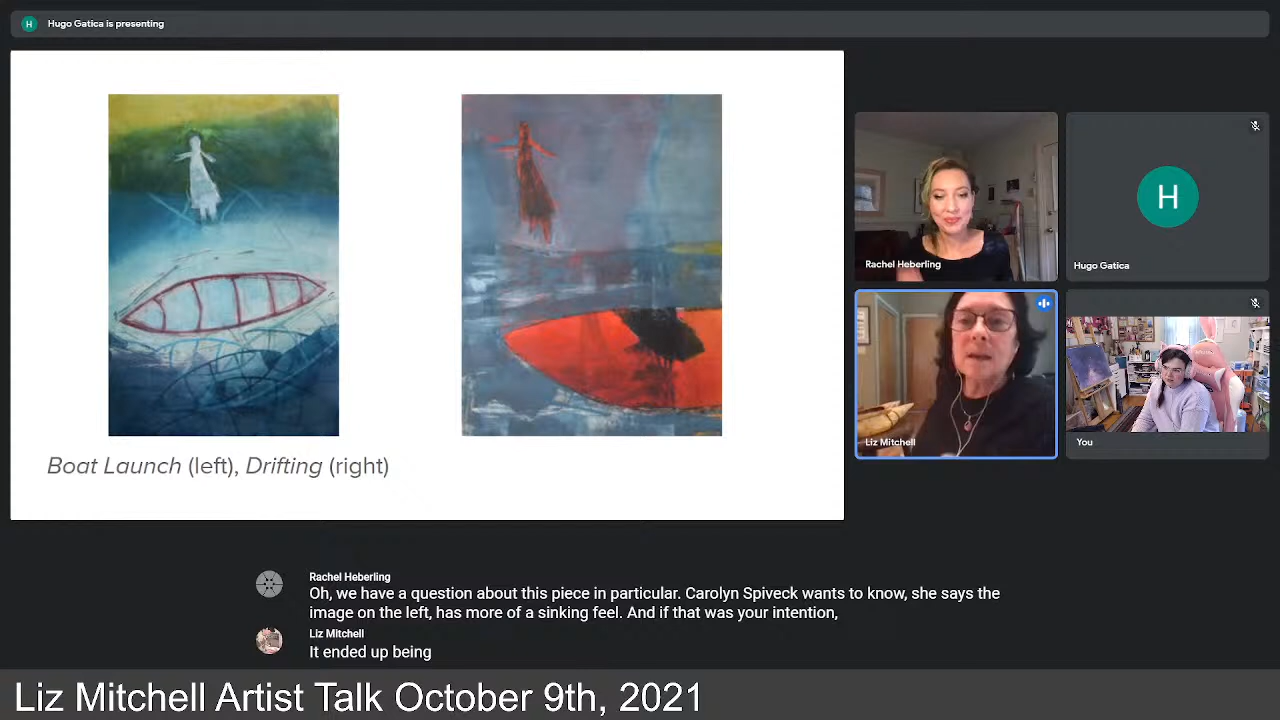 H Hugo Gatica is presenting
Boat Launch (left), Drifting (right)
Rachel Heberling
H
Hugo Gatica
Liz Mitchell
You
Rachel Heberling
Oh, we have a question about this piece in particular. Carolyn Spiveck wants to know, she says the
image on the left, has more of a sinking feel. And if that was your intention,
Liz Mitchell
It ended up being
Liz Mitchell Artist Talk October 9th, 2021